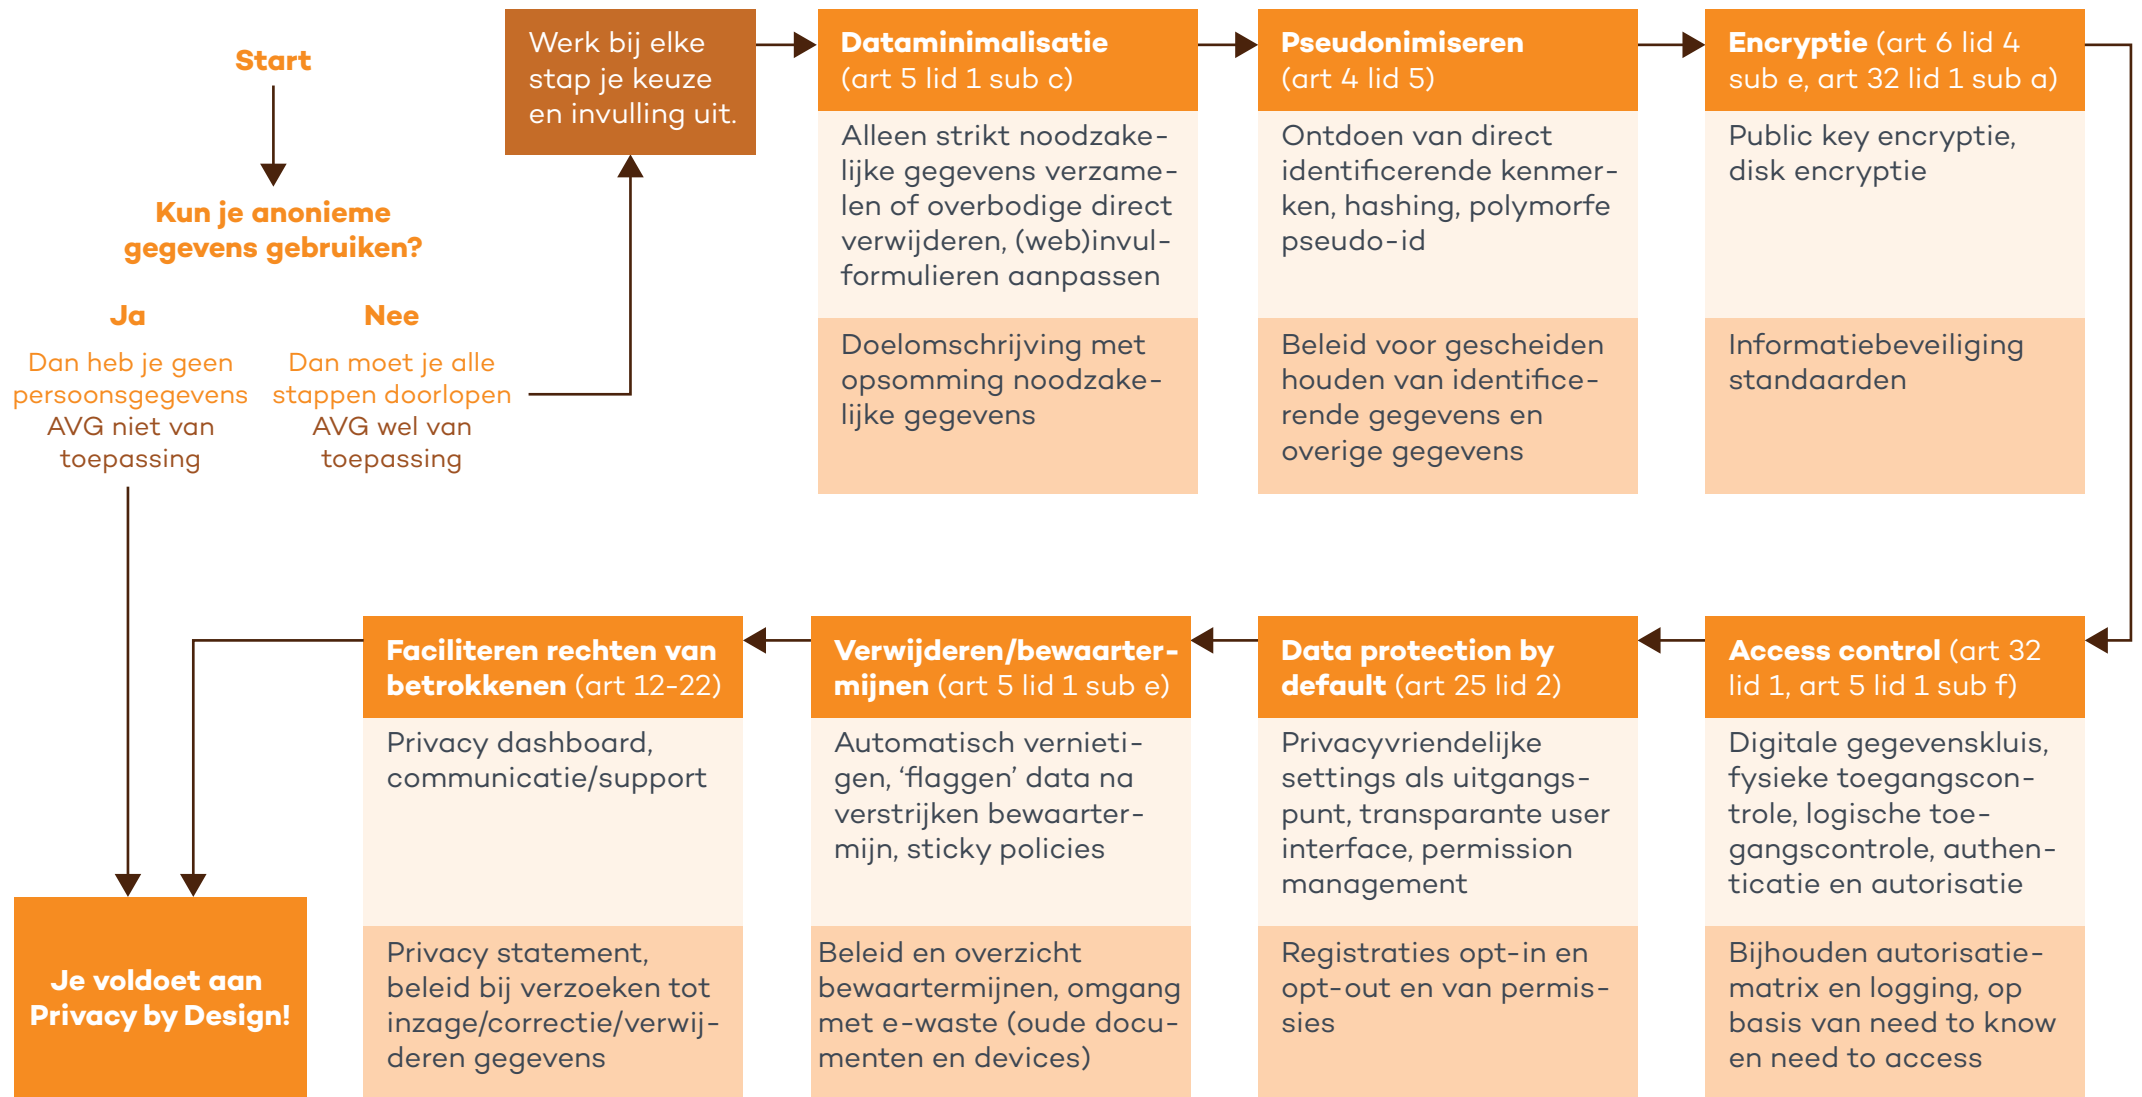 Start
Kun je anonieme
gegevens gebruiken?
Ja
Dan heb je geen
persoonsgegevens
AVG niet van
toepassing
Nee
Dan moet je alle
stappen doorlopen
AVG wel van
toepassing
Werk bij elke
stap je keuze
en invulling uit.
Dataminimalisatie
(art 5 lid 1 sub c)
Alleen strikt noodzake-
lijke gegevens verzame-
len of overbodige direct
verwijderen, (web)invul-
formulieren aanpassen
Doelomschrijving met
opsomming noodzake-
lijke gegevens
Pseudonimiseren
(art 4 lid 5)
Ontdoen van direct
identificerende kenmer-
ken, hashing, polymorfe
pseudo-id
Beleid voor gescheiden
houden van identifice-
rende gegevens en
overige gegevens
Encryptie (art 6 lid 4
sub e, art 32 lid 1 sub a)
Public key encryptie,
disk encryptie
Informatiebeveiliging
standaarden
Access control (art 32
lid 1, art 5 lid 1 sub f)
Digitale gegevenskluis,
fysieke toegangscon-
trole, logische toe-
gangscontrole, authen-
ticatie en autorisatie
Bijhouden autorisatie-
matrix en logging, op
basis van need to know
en need to access
Data protection by
default (art 25 lid 2)
Privacyvriendelijke
settings als uitgangs-
punt, transparante user
interface, permission
management
Registraties opt-in en
opt-out en van permis-
sies
Verwijderen/bewaarter-
mijnen (art 5 lid 1 sub e)
Automatisch vernieti-
gen, ‘flaggen’ data na
verstrijken bewaarter-
mijn, sticky policies
Beleid en overzicht
bewaartermijnen, omgang
met e-waste (oude docu-
menten en devices)
Faciliteren rechten van
betrokkenen (art 12-22)
Privacy dashboard,
communicatie/support
Privacy statement,
beleid bij verzoeken tot
inzage/correctie/verwij-
deren gegevens
Je voldoet aan
Privacy by Design!